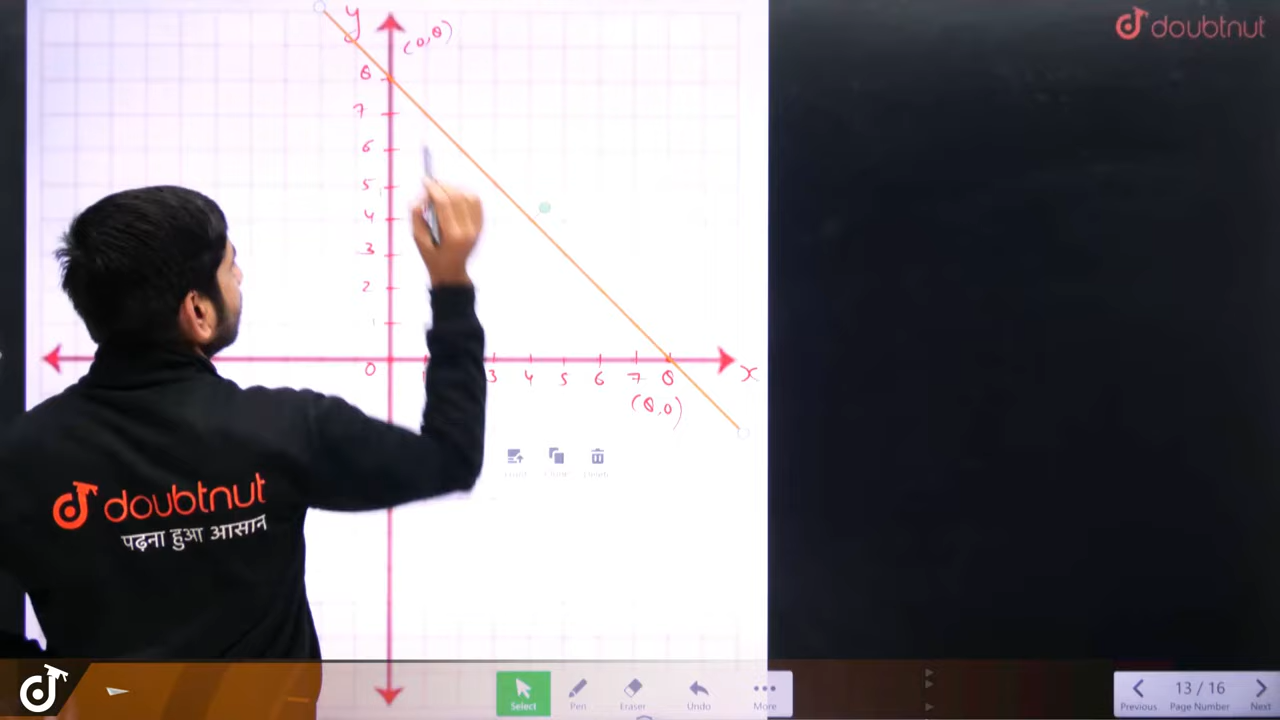 y
(0,8)
doubtnut
8
7
6
5
4
3
2
1
0
3 4 5 6 7 8
x
(8,0)
doubtnut
पढ़ना हुआ आसान
Select
Pen
Eraser
Undo
More
Previous
13 / 16
Page Number
Next